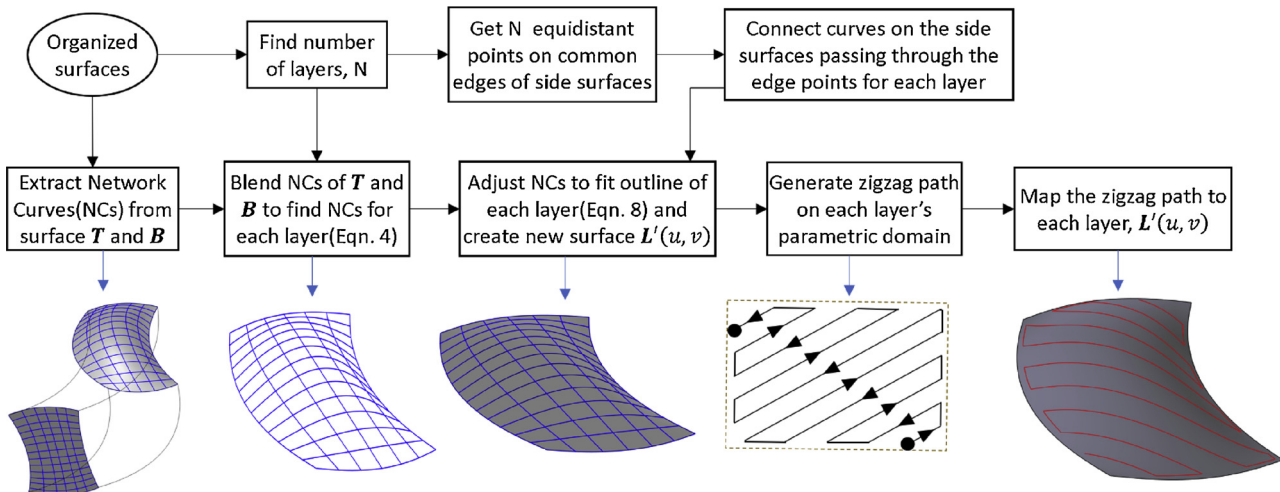 Organized
surfaces
Find number
of layers, N
Get N equidistant
points on common
edges of side surfaces
Connect curves on the side
surfaces passing through the
edge points for each layer
Extract Network
Curves(NCs) from
surface T and B
Blend NCs of T and
B to find NCs for
each layer(Eqn. 4)
Adjust NCs to fit outline of
each layer(Eqn. 8) and
create new surface L′(u, v)
Generate zigzag path
on each layer's
parametric domain
Map the zigzag path to
each layer, L′(u, v)